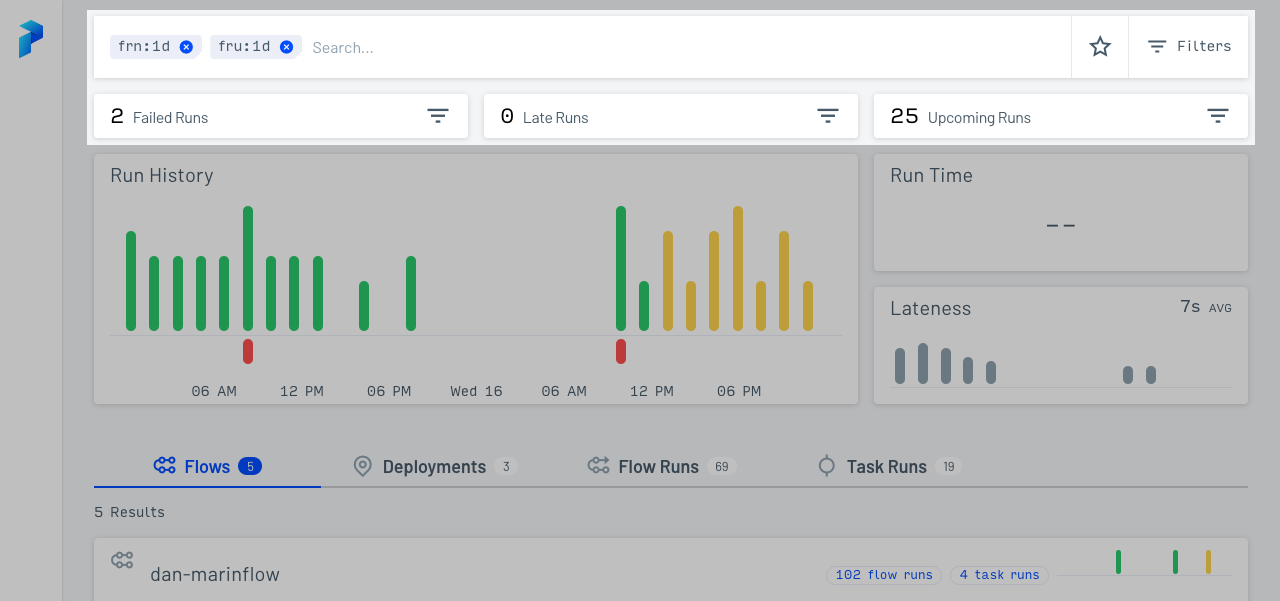 frn:1d fru:1d Search... Filters
2 Failed Runs 0 Late Runs 25 Upcoming Runs
Run History
Run Time
--
Lateness 7s AVG
06 AM 12 PM 06 PM Wed 16 06 AM 12 PM 06 PM
Flows 5 Deployments 3 Flow Runs 69 Task Runs 19
5 Results
dan-marinflow 102 flow runs 4 task runs